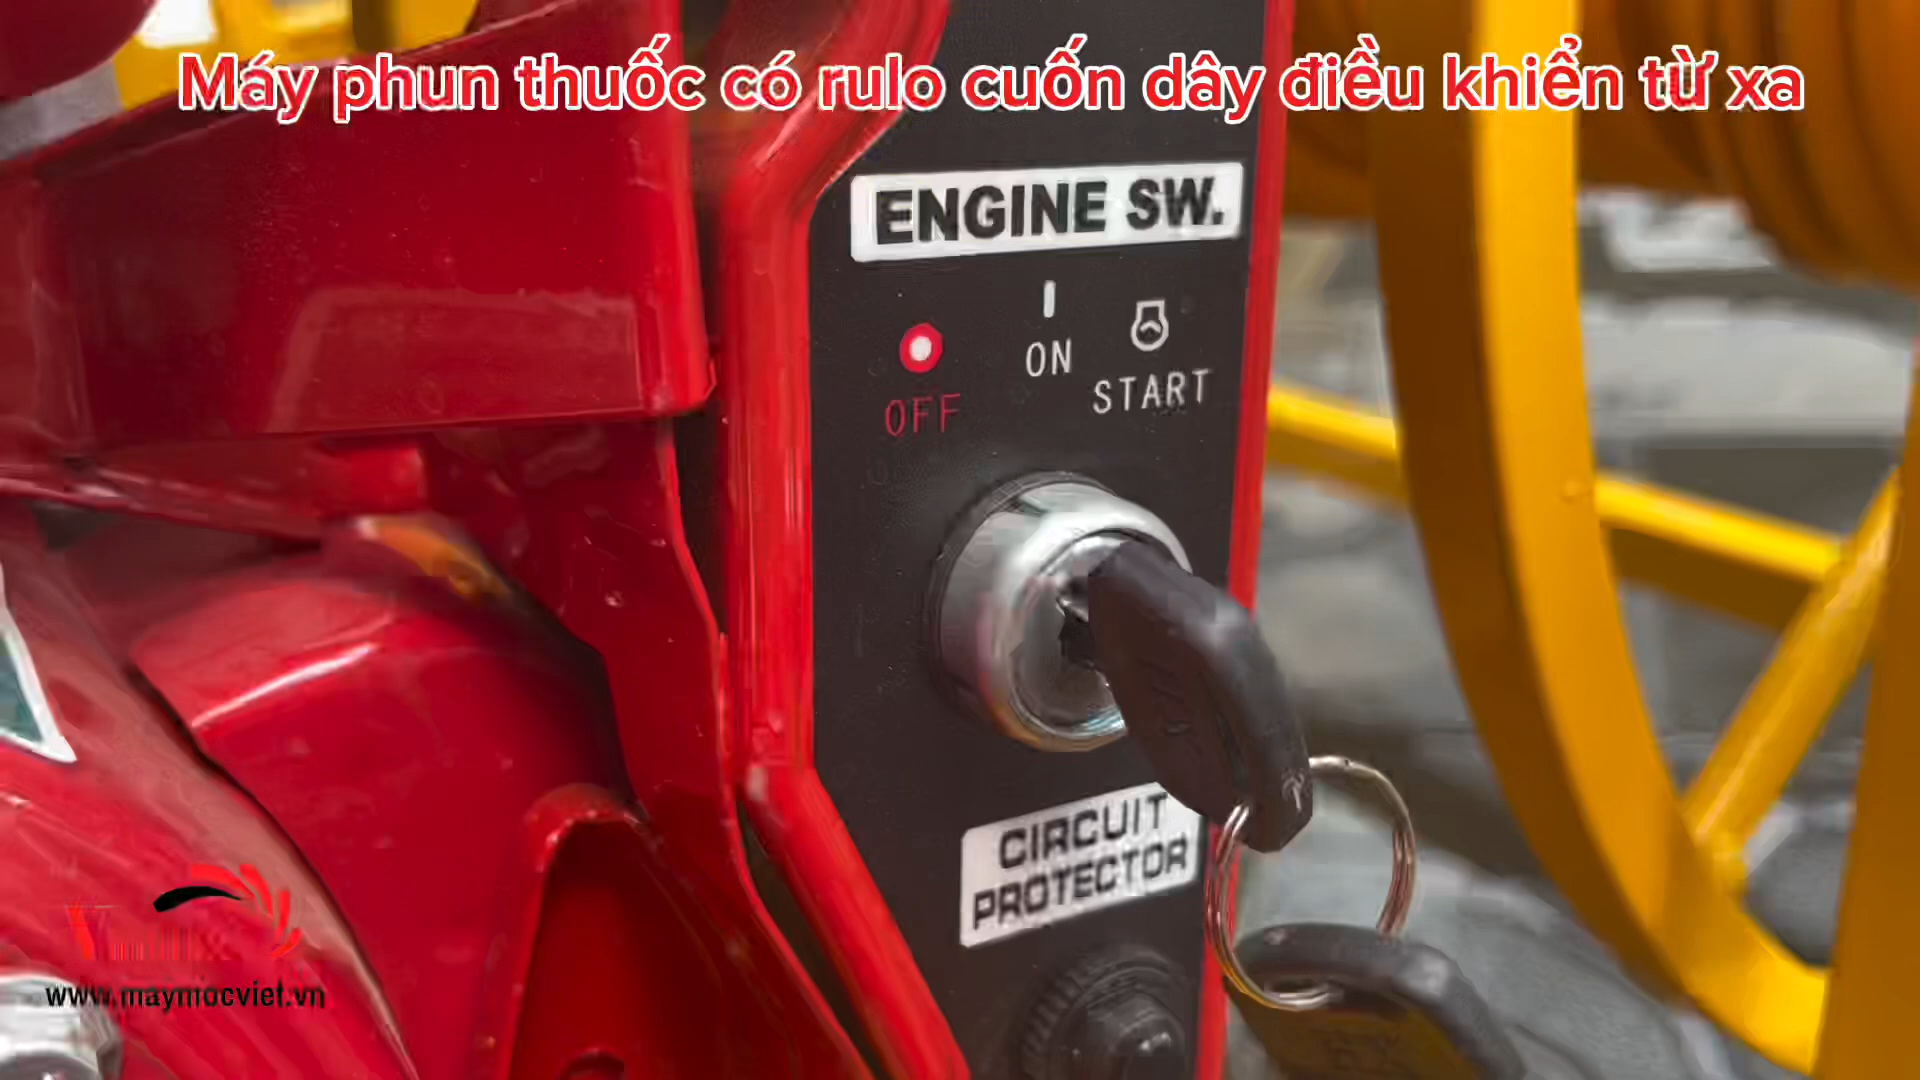 Máy phun thuốc có rulo cuốn dây điều khiển từ xa
ENGINE SW.
OFF
ON
START
CIRCUIT
PROTECTOR
www.maymocviet.vn